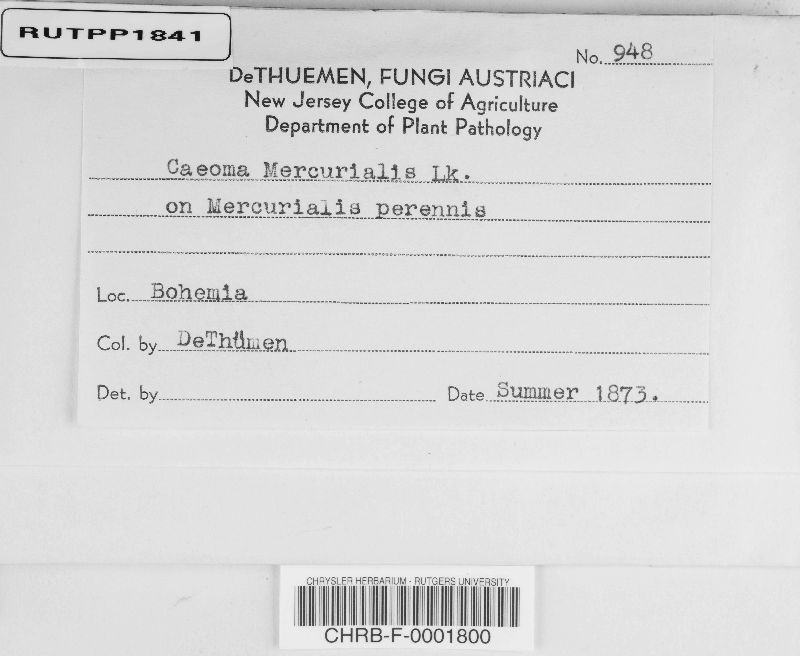 RUTPP1841
No. 948
DeTHUEMEN, FUNGI AUSTRIACI
New Jersey College of Agriculture
Department of Plant Pathology
Caeoma Mercurialis Lk.
on Mercurialis perennis
Loc. Bohemia
Col. by DeThümen
Det. by
Date Summer 1873.
CHRYSLER HERBARIUM - RUTGERS UNIVERSITY
CHRB-F-0001800